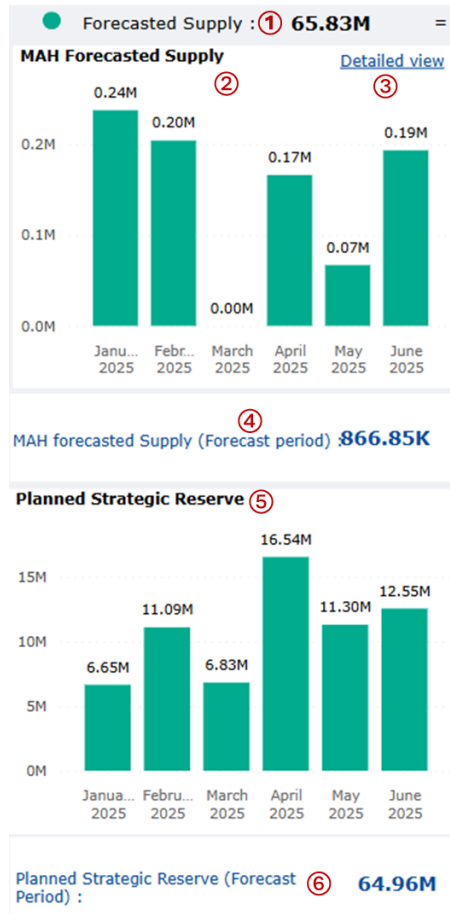 Forecasted Supply : ① 65.83M =
MAH Forecasted Supply
Detailed view
② ③
0.24M
0.20M
0.19M
0.17M
0.07M
0.00M
0.2M
0.1M
0.0M
Janu... Febr... March April May June
2025 2025 2025 2025 2025 2025
④
MAH forecasted Supply (Forecast period) : 866.85K
Planned Strategic Reserve ⑤
16.54M
12.55M
11.09M
11.30M
6.65M
6.83M
15M
10M
5M
0M
Janua... Febru... March April May June
2025 2025 2025 2025 2025 2025
Planned Strategic Reserve (Forecast ⑥ 64.96M
Period) :